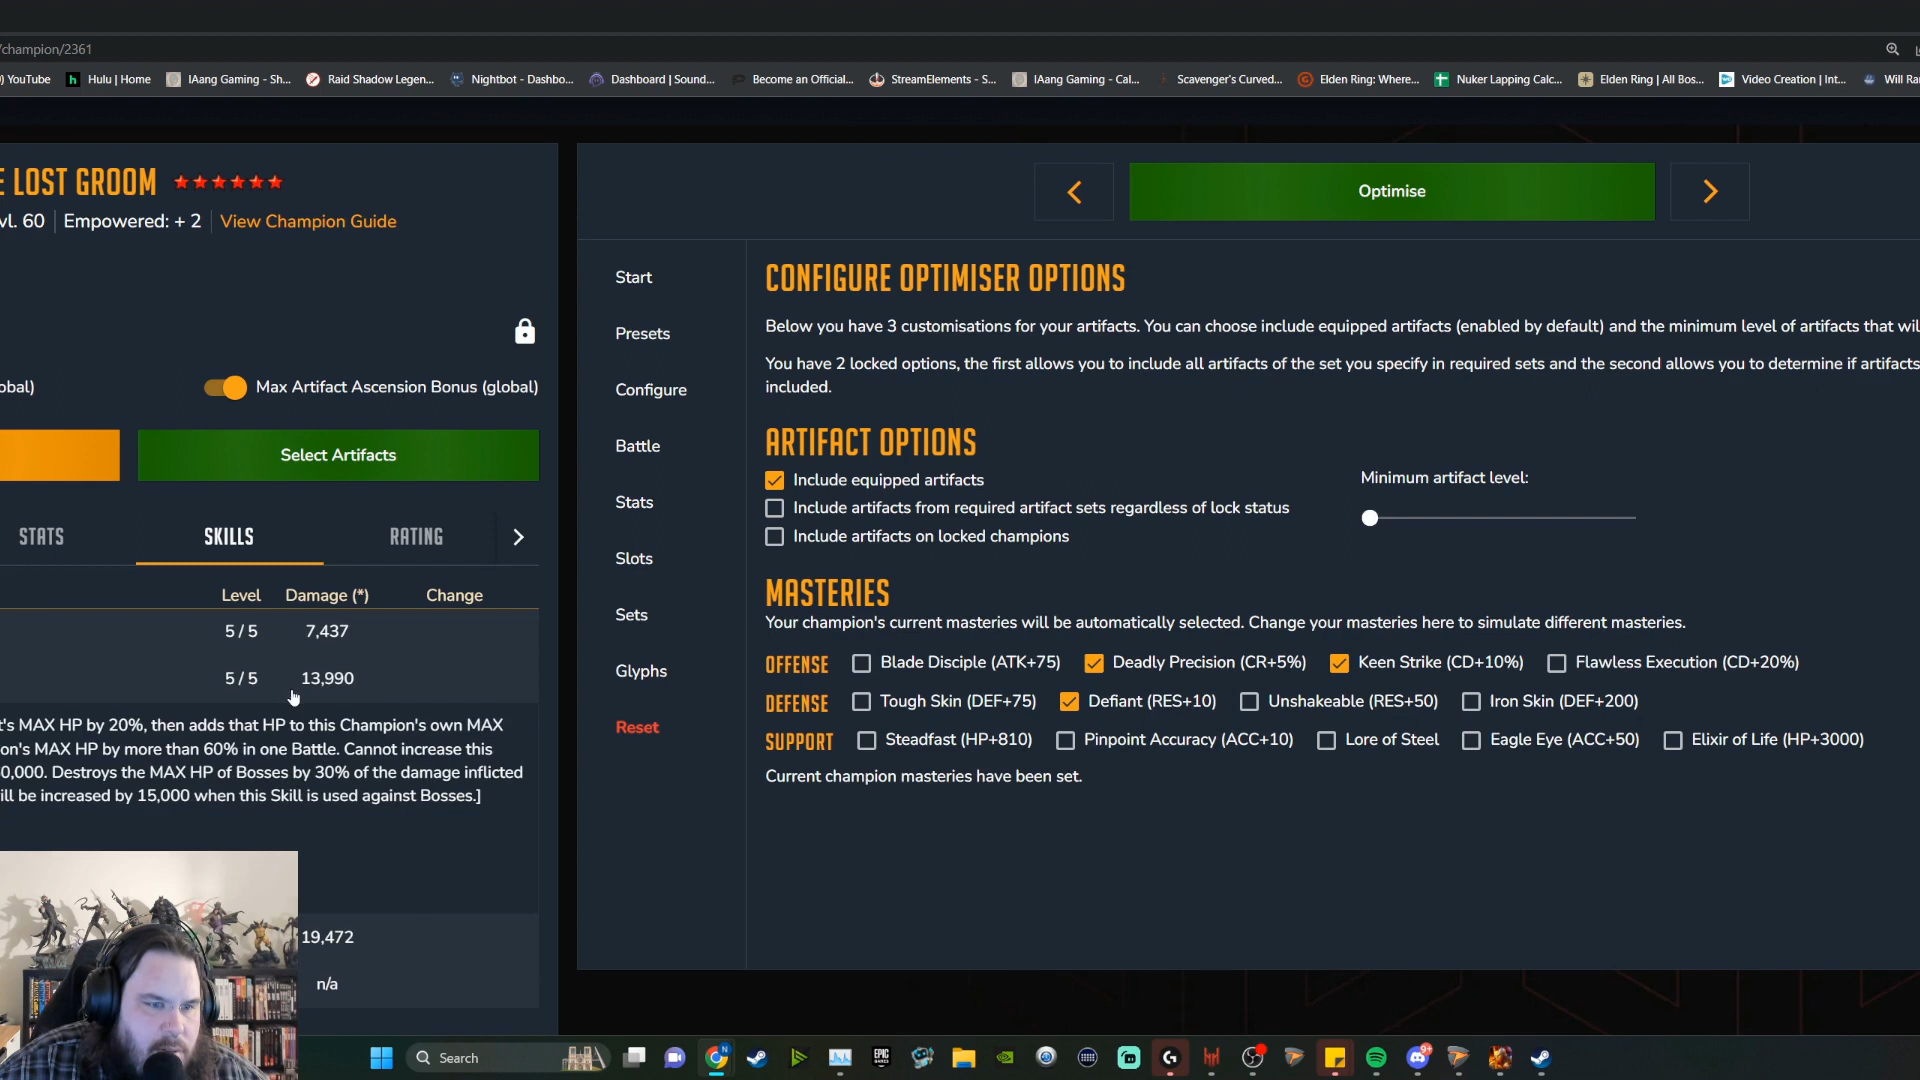 /champion/2361
YouTube
Hulu | Home
IAang Gaming - Sh...
Raid Shadow Legen...
Nightbot - Dashbo...
Dashboard | Sound...
Become an Official...
StreamElements - S...
IAang Gaming - Cal...
Scavenger's Curved...
Elden Ring: Where...
Nuker Lapping Calc...
Elden Ring | All Bos...
Video Creation | Int...
Will Ra
E LOST GROOM
vl. 60
Empowered: + 2
View Champion Guide
obal)
Max Artifact Ascension Bonus (global)
Select Artifacts
STATS
SKILLS
RATING
Level
Damage (*)
Change
5 / 5
7,437
5 / 5
13,990
t's MAX HP by 20%, then adds that HP to this Champion's own MAX
on's MAX HP by more than 60% in one Battle. Cannot increase this
0,000. Destroys the MAX HP of Bosses by 30% of the damage inflicted
ill be increased by 15,000 when this Skill is used against Bosses.]
19,472
n/a
Optimise
Start
Presets
Configure
Battle
Stats
Slots
Sets
Glyphs
Reset
CONFIGURE OPTIMISER OPTIONS
Below you have 3 customisations for your artifacts. You can choose include equipped artifacts (enabled by default) and the minimum level of artifacts that wil
You have 2 locked options, the first allows you to include all artifacts of the set you specify in required sets and the second allows you to determine if artifacts
included.
ARTIFACT OPTIONS
Include equipped artifacts
Include artifacts from required artifact sets regardless of lock status
Include artifacts on locked champions
Minimum artifact level:
MASTERIES
Your champion's current masteries will be automatically selected. Change your masteries here to simulate different masteries.
OFFENSE
Blade Disciple (ATK+75)
Deadly Precision (CR+5%)
Keen Strike (CD+10%)
Flawless Execution (CD+20%)
DEFENSE
Tough Skin (DEF+75)
Defiant (RES+10)
Unshakeable (RES+50)
Iron Skin (DEF+200)
SUPPORT
Steadfast (HP+810)
Pinpoint Accuracy (ACC+10)
Lore of Steel
Eagle Eye (ACC+50)
Elixir of Life (HP+3000)
Current champion masteries have been set.
Search
EPIC